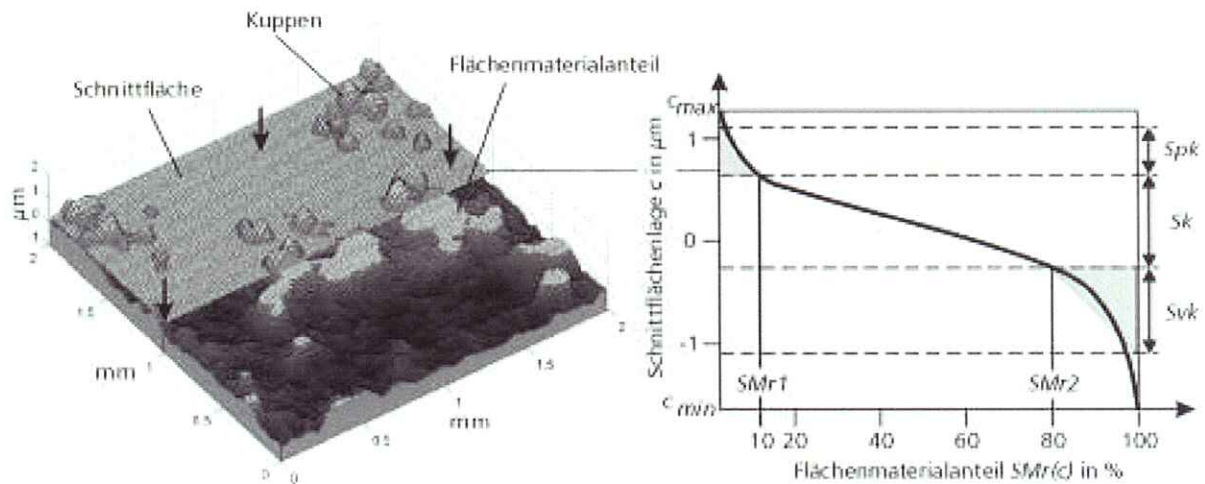 Kuppen
Flächenmaterialanteil
Schnittfläche
µm
2
1
0
1
2
1.5
1
mm
0.5
0
0
0.5
1
mm
1.5
2
Schnittflächenlage c in µm
c max
1
0
-1
c min
Spk
Sk
Svk
SMr1
SMr2
10 20 40 60 80 100
Flächenmaterialanteil SMr(c) in %